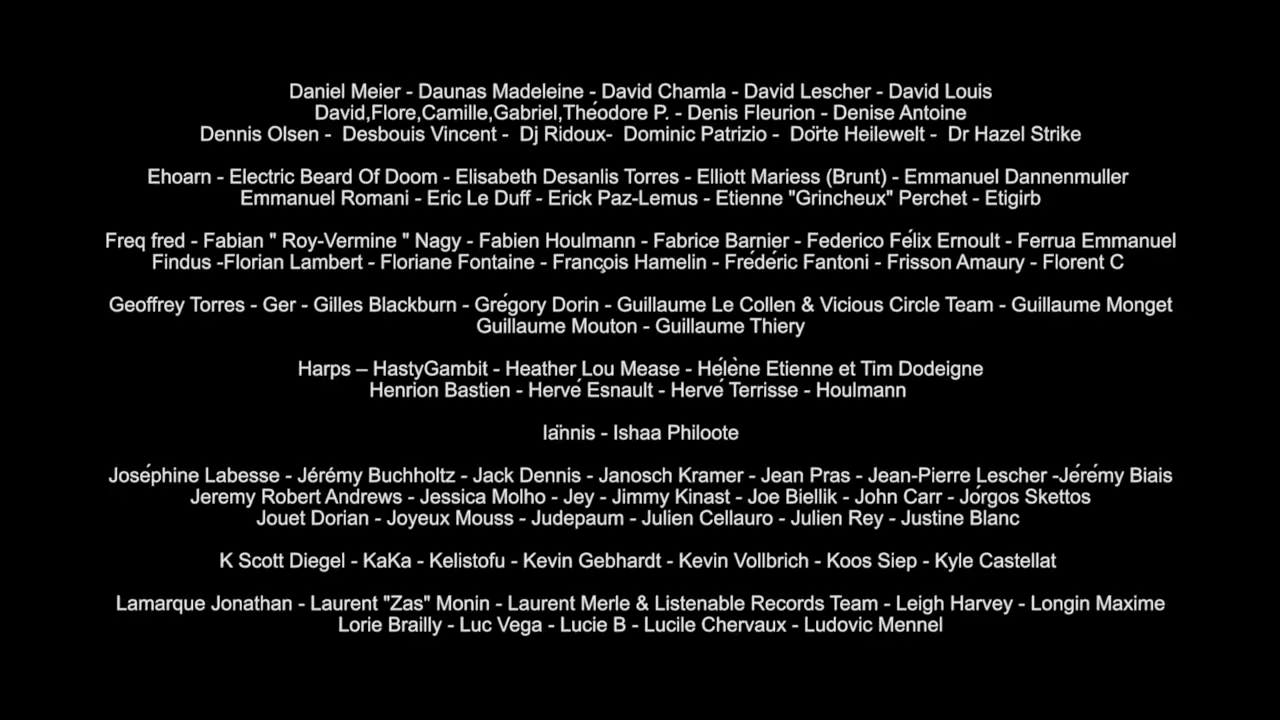 Daniel Meier - Daunas Madeleine - David Chamla - David Lescher - David Louis
David,Flore,Camille,Gabriel,Théodore P. - Denis Fleurion - Denise Antoine
Dennis Olsen -  Desbouis Vincent -  Dj Ridoux-  Dominic Patrizio -  Dörte Heilewelt -  Dr Hazel Strike
Ehoarn - Electric Beard Of Doom - Elisabeth Desanlis Torres - Elliott Mariess (Brunt) - Emmanuel Dannenmuller
Emmanuel Romani - Eric Le Duff - Erick Paz-Lemus - Etienne "Grincheux" Perchet - Etigirb
Freq fred - Fabian " Roy-Vermine " Nagy - Fabien Houlmann - Fabrice Barnier - Federico Félix Ernoult - Ferrua Emmanuel
Findus -Florian Lambert - Floriane Fontaine - François Hamelin - Frédéric Fantoni - Frisson Amaury - Florent C
Geoffrey Torres - Ger - Gilles Blackburn - Grégory Dorin - Guillaume Le Collen & Vicious Circle Team - Guillaume Monget
Guillaume Mouton - Guillaume Thiery
Harps – HastyGambit - Heather Lou Mease - Hélène Etienne et Tim Dodeigne
Henrion Bastien - Hervé Esnault - Hervé Terrisse - Houlmann
Iännis - Ishaa Philoote
Joséphine Labesse - Jérémy Buchholtz - Jack Dennis - Janosch Kramer - Jean Pras - Jean-Pierre Lescher -Jérémy Biais
Jeremy Robert Andrews - Jessica Molho - Jey - Jimmy Kinast - Joe Biellik - John Carr - Jórgos Skettos
Jouet Dorian - Joyeux Mouss - Judepaum - Julien Cellauro - Julien Rey - Justine Blanc
K Scott Diegel - KaKa - Kelistofu - Kevin Gebhardt - Kevin Vollbrich - Koos Siep - Kyle Castellat
Lamarque Jonathan - Laurent "Zas" Monin - Laurent Merle & Listenable Records Team - Leigh Harvey - Longin Maxime
Lorie Brailly - Luc Vega - Lucie B - Lucile Chervaux - Ludovic Mennel